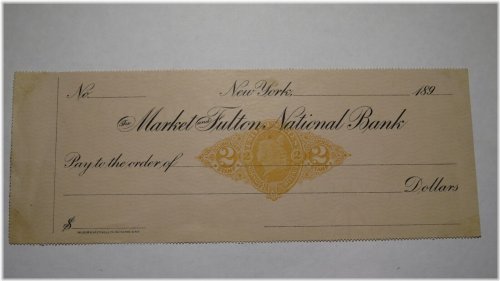 No. New York, 189
The Market and Fulton National Bank
Pay to the order of
2 2
Dollars
$